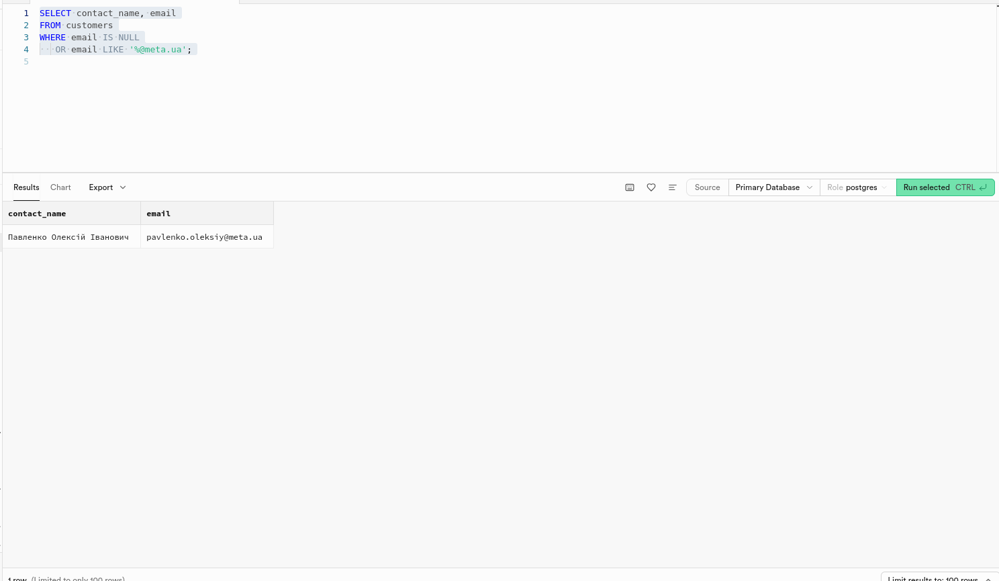 1 SELECT contact_name, email
2 FROM customers
3 WHERE email IS NULL
4 OR email LIKE '%@meta.ua';
5
Results Chart Export Source Primary Database Role postgres Run selected CTRL
contact_name email
Павленко Олексій Іванович pavlenko.oleksiy@meta.ua
1 row (Limited to only 100 rows) Limit results to: 100 rows